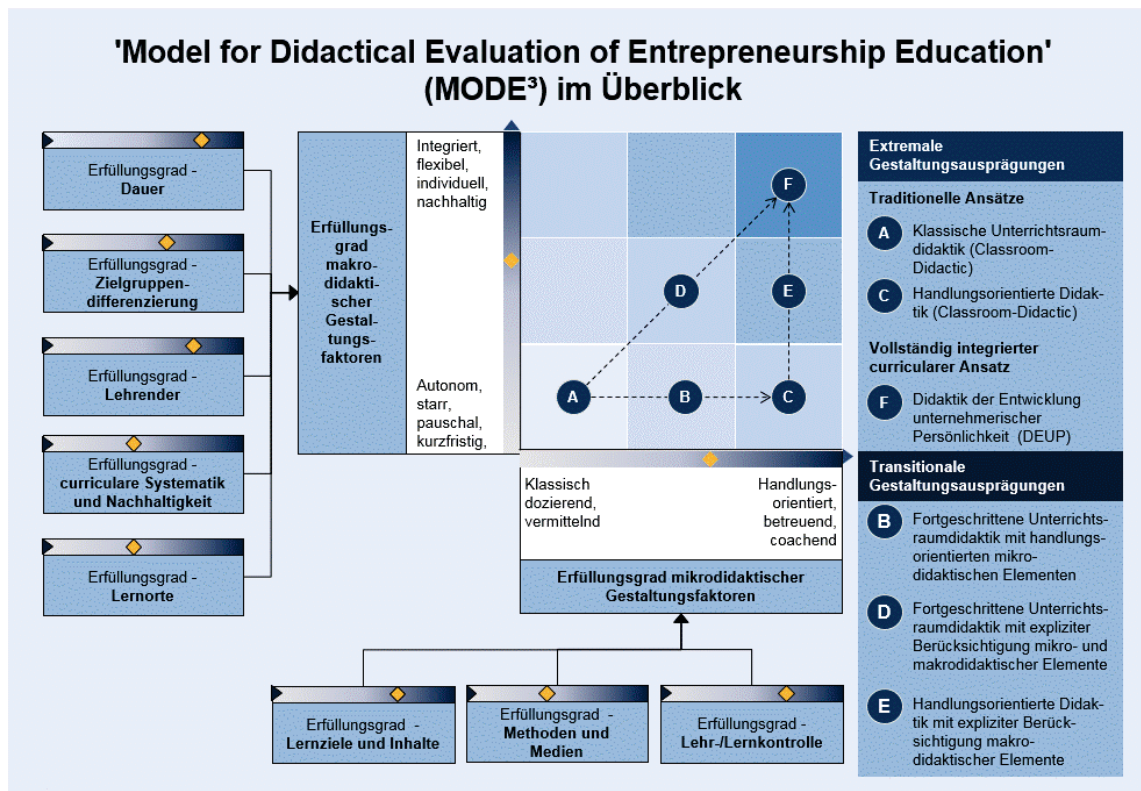 'Model for Didactical Evaluation of Entrepreneurship Education'
(MODE³) im Überblick
Erfüllungsgrad -
Dauer
Erfüllungsgrad -
Zielgruppen-
differenzierung
Erfüllungsgrad -
Lehrender
Erfüllungsgrad -
curriculare Systematik
und Nachhaltigkeit
Erfüllungsgrad -
Lernorte
Erfüllungs-
grad
makro-
didakti-
scher
Gestal-
tungs-
faktoren
Integriert,
flexibel,
individuell,
nachhaltig
Autonom,
starr,
pauschal,
kurzfristig,
F
D
E
A
B
C
Klassisch
dozierend,
vermittelnd
Handlungs-
orientiert,
betreuend,
coachend
Erfüllungsgrad mikrodidaktischer
Gestaltungsfaktoren
Erfüllungsgrad -
Lernziele und Inhalte
Erfüllungsgrad -
Methoden und
Medien
Erfüllungsgrad -
Lehr-/Lernkontrolle
Extremale
Gestaltungsausprägungen
Traditionelle Ansätze
A
Klassische Unterrichtsraum-
didaktik (Classroom-
Didactic)
C
Handlungsorientierte Didak-
tik (Classroom-Didactic)
Vollständig integrierter
curricularer Ansatz
F
Didaktik der Entwicklung
unternehmerischer
Persönlichkeit (DEUP)
Transitionale
Gestaltungsausprägungen
B
Fortgeschrittene Unterrichts-
raumdidaktik mit handlungs-
orientierten mikro-
didaktischen Elementen
D
Fortgeschrittene Unterrichts-
raumdidaktik mit expliziter
Berücksichtigung mikro- und
makrodidaktischer Elemente
E
Handlungsorientierte Didak-
tik mit expliziter Berück-
sichtigung makro-
didaktischer Elemente